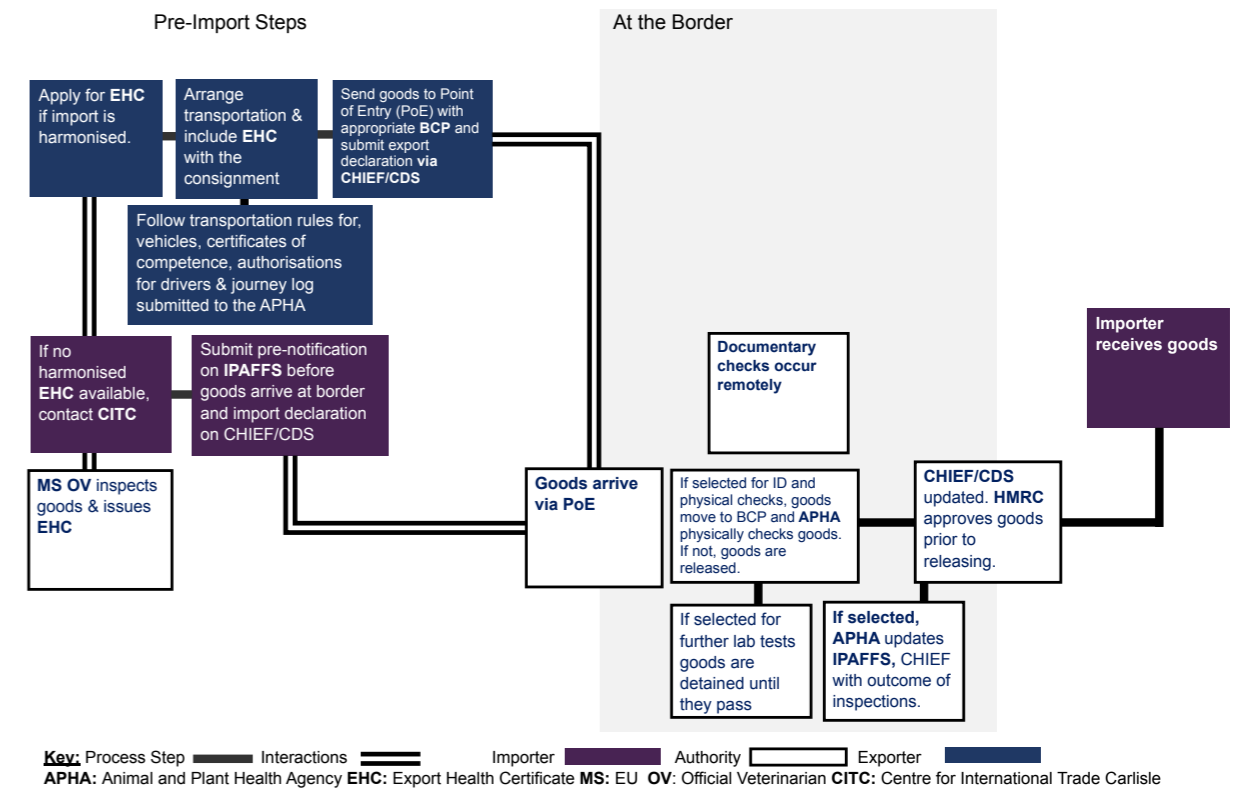 Pre-Import Steps
At the Border
Apply for EHC
if import is
harmonised.
Arrange
transportation &
include EHC
with the
consignment
Send goods to Point
of Entry (PoE) with
appropriate BCP and
submit export
declaration via
CHIEF/CDS
Follow transportation rules for,
vehicles, certificates of
competence, authorisations
for drivers & journey log
submitted to the APHA
If no
harmonised
EHC available,
contact CITC
Submit pre-notification
on IPAFFS before
goods arrive at border
and import declaration
on CHIEF/CDS
MS OV inspects
goods & issues
EHC
Goods arrive
via PoE
Documentary
checks occur
remotely
If selected for ID and
physical checks, goods
move to BCP and APHA
physically checks goods.
If not, goods are
released.
If selected for
further lab tests
goods are
detained until
they pass
CHIEF/CDS
updated. HMRC
approves goods
prior to
releasing.
If selected,
APHA updates
IPAFFS, CHIEF
with outcome of
inspections.
Importer
receives goods
Key: Process Step Interactions Importer Authority Exporter
APHA: Animal and Plant Health Agency EHC: Export Health Certificate MS: EU OV: Official Veterinarian CITC: Centre for International Trade Carlisle